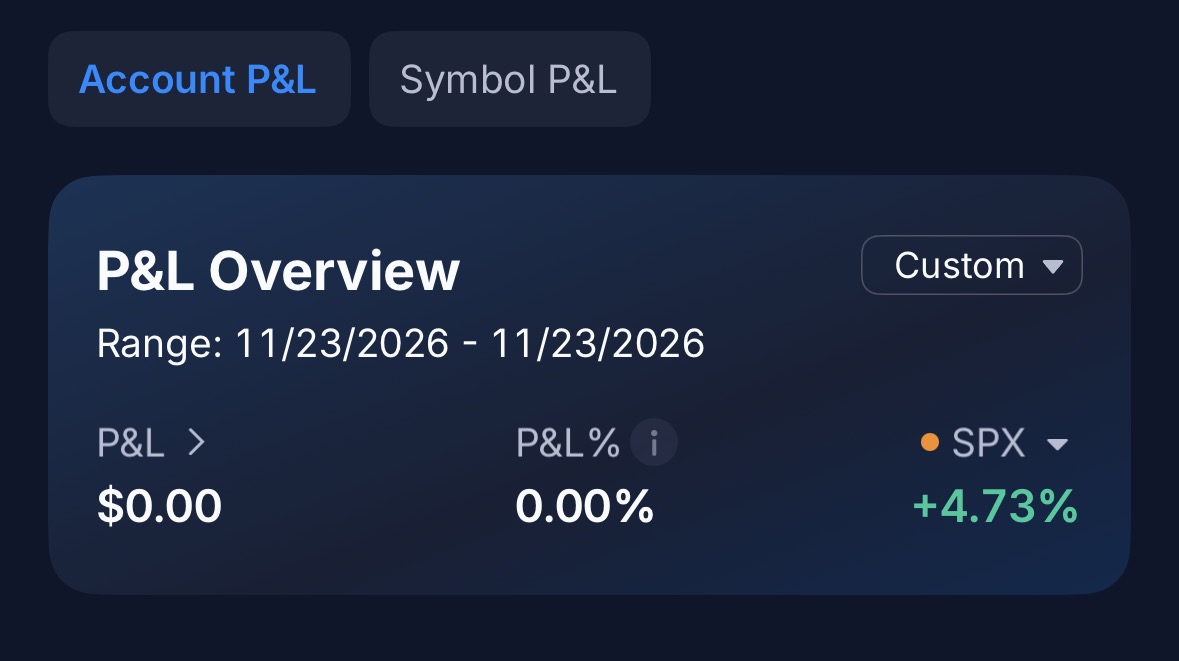 Account P&L Symbol P&L
P&L Overview Custom
Range: 11/23/2026 - 11/23/2026
P&L P&L% i SPX
$0.00 0.00% +4.73%